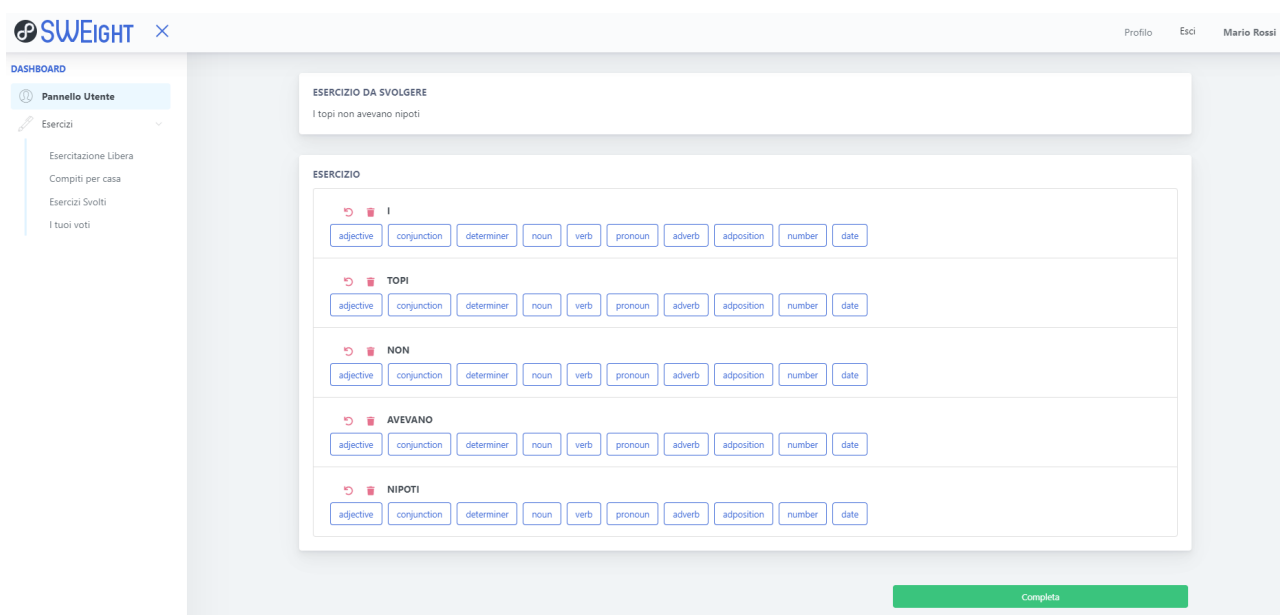 SWEIGHT
Profilo Esci Mario Rossi
DASHBOARD
Pannello Utente
Esercizi
Esercitazione Libera
Compiti per casa
Esercizi Svolti
I tuoi voti
ESERCIZIO DA SVOLGERE
I topi non avevano nipoti
ESERCIZIO
I
adjective conjunction determiner noun verb pronoun adverb adposition number date
TOPI
adjective conjunction determiner noun verb pronoun adverb adposition number date
NON
adjective conjunction determiner noun verb pronoun adverb adposition number date
AVEVANO
adjective conjunction determiner noun verb pronoun adverb adposition number date
NIPOTI
adjective conjunction determiner noun verb pronoun adverb adposition number date
Completa